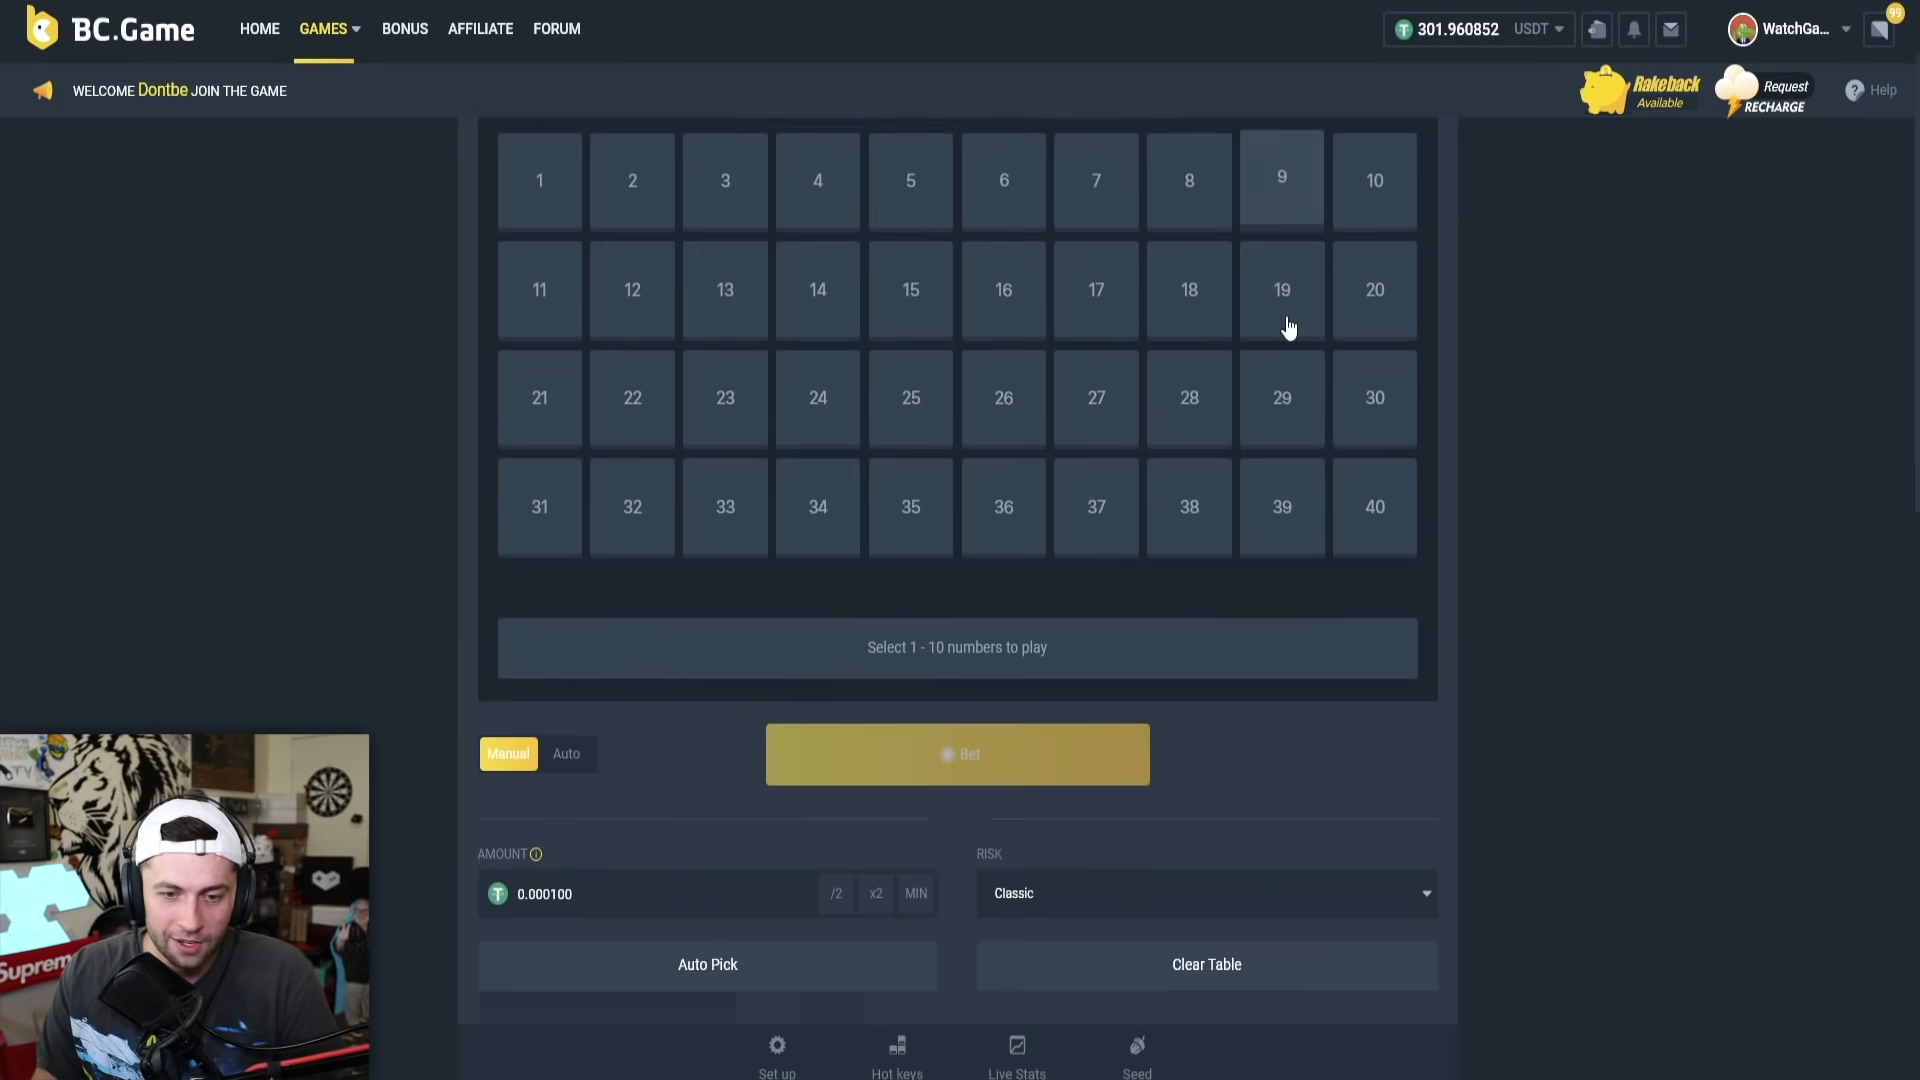 BC.Game
HOME GAMES BONUS AFFILIATE FORUM
301.960852 USDT
WatchGa...
99
WELCOME Dontbe JOIN THE GAME
Rakeback
Available
Request
RECHARGE
Help
1 2 3 4 5 6 7 8 9 10
11 12 13 14 15 16 17 18 19 20
21 22 23 24 25 26 27 28 29 30
31 32 33 34 35 36 37 38 39 40
Select 1 - 10 numbers to play
Manual Auto
Bet
AMOUNT
RISK
0.000100 /2 x2 MIN
Classic
Auto Pick
Clear Table
Suprem
Set up Hot keys Live Stats Seed